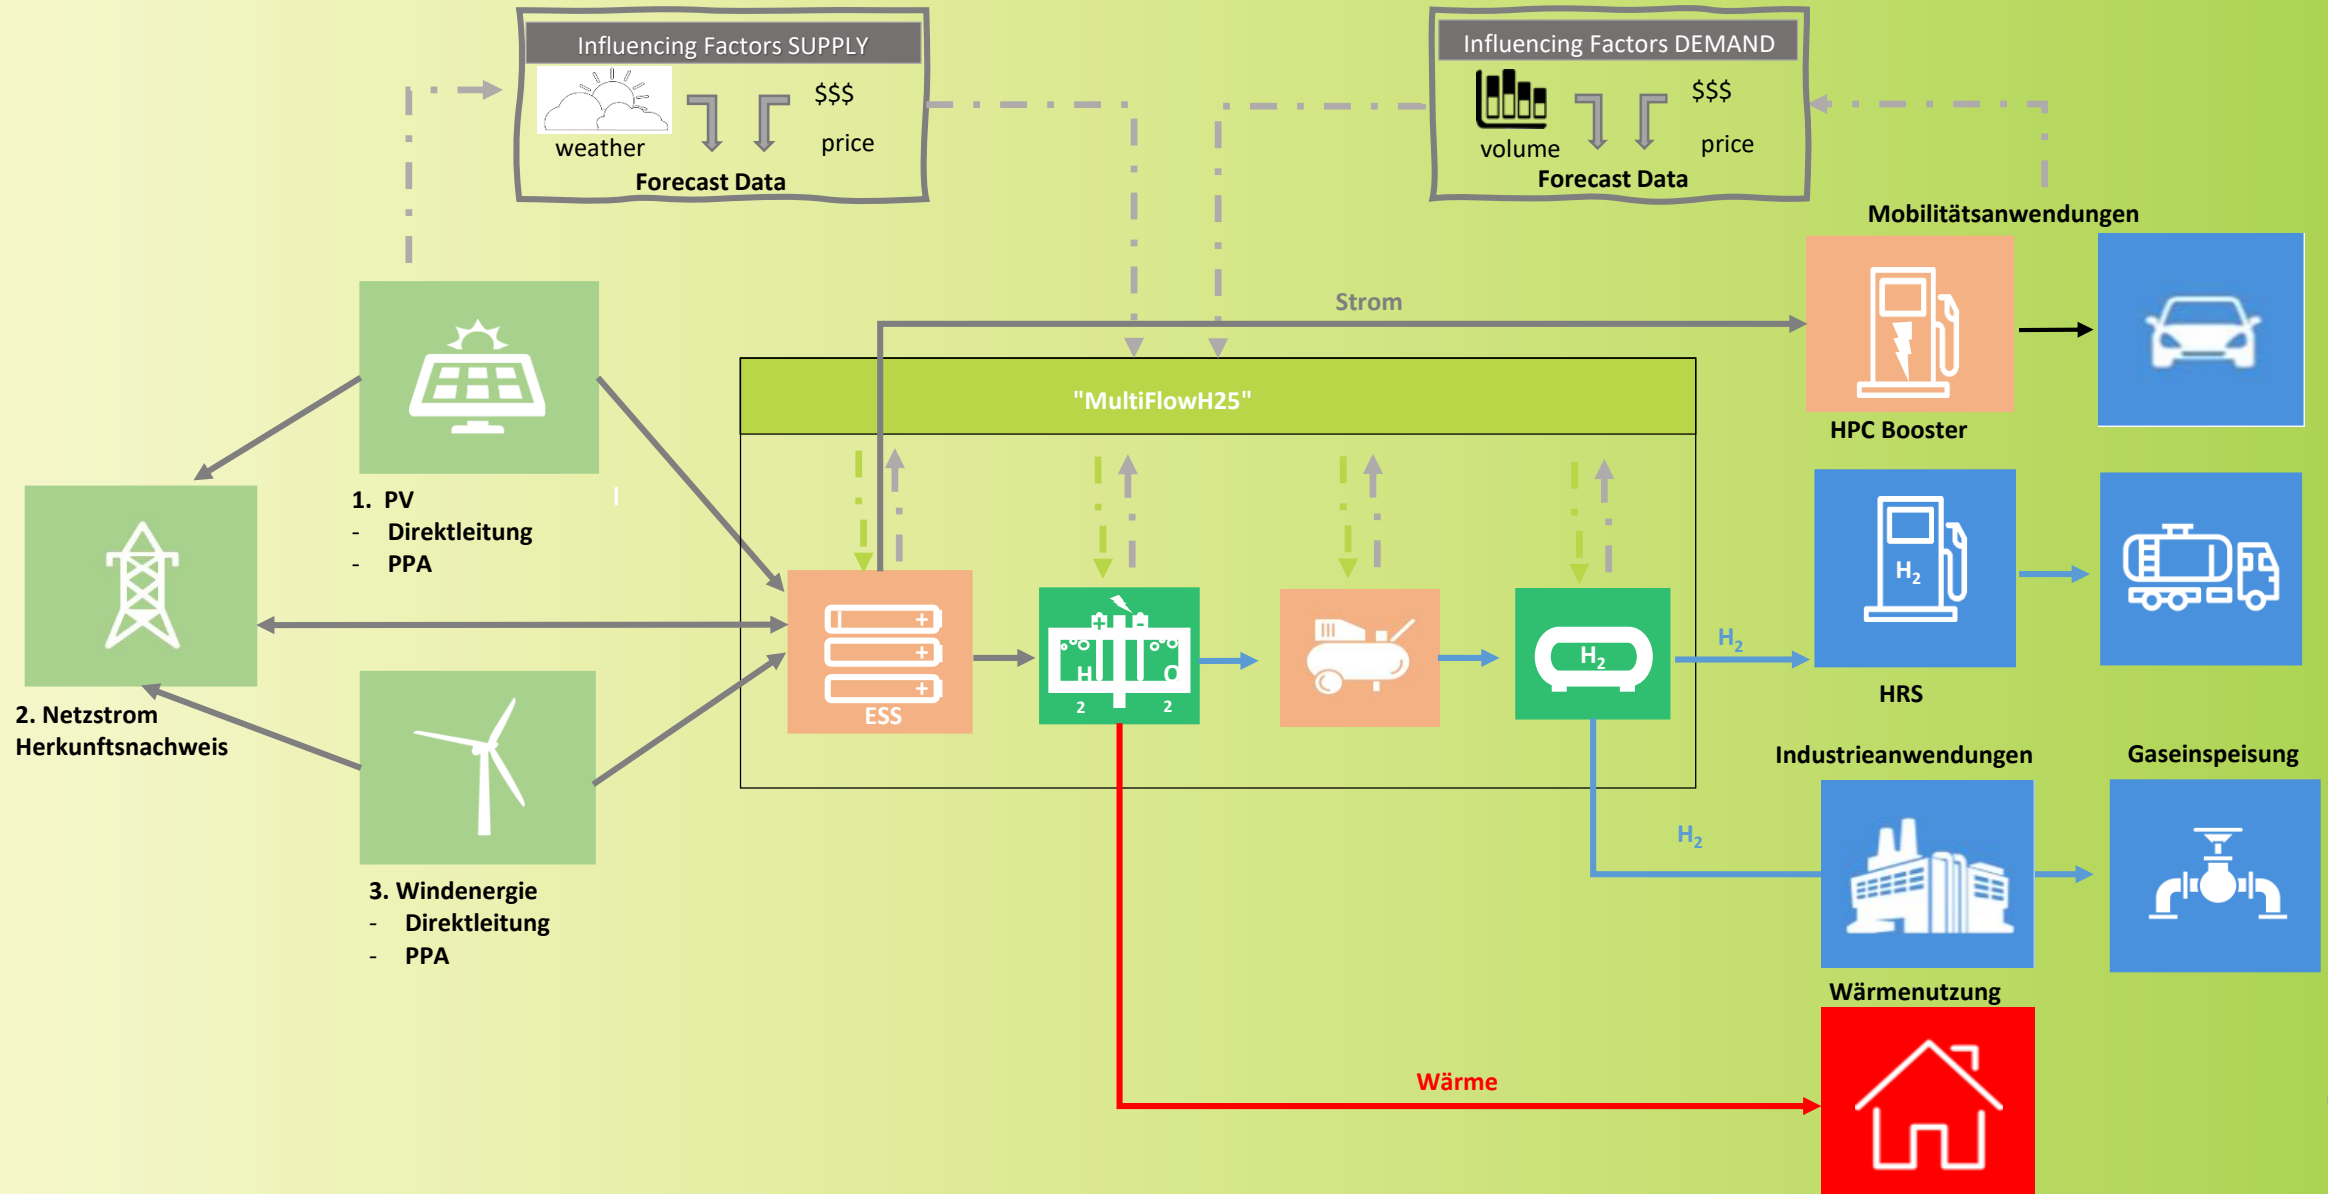 Influencing Factors SUPPLY
$$$
weather
price
Forecast Data
Influencing Factors DEMAND
$$$
volume
price
Forecast Data
Mobilitätsanwendungen
Strom
"MultiFlowH25"
HPC Booster
1. PV
- Direktleitung
- PPA
2. Netzstrom
Herkunftsnachweis
+
+
+
ESS
+ -
H O
2 2
H₂
H₂
H₂
HRS
Industrieanwendungen
Gaseinspeisung
H₂
3. Windenergie
- Direktleitung
- PPA
Wärmenutzung
Wärme